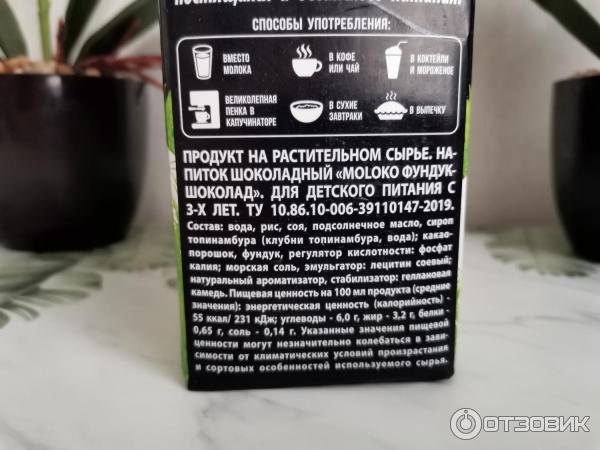 СПОСОБЫ УПОТРЕБЛЕНИЯ:
ВМЕСТО
МОЛОКА
В КОФЕ
ИЛИ ЧАЙ
В КОКТЕЙЛИ
И МОРОЖЕНОЕ
ВЕЛИКОЛЕПНАЯ
ПЕНКА В
КАПУЧИНАТОРЕ
В СУХИЕ
ЗАВТРАКИ
В ВЫПЕЧКУ
ПРОДУКТ НА РАСТИТЕЛЬНОМ СЫРЬЕ. НА-
ПИТОК ШОКОЛАДНЫЙ «MOLOKO ФУНДУК-
ШОКОЛАД». ДЛЯ ДЕТСКОГО ПИТАНИЯ С
3-Х ЛЕТ. ТУ 10.86.10-006-39110147-2019.
Состав: вода, рис, соя, подсолнечное масло, сироп
топинамбура (клубни топинамбура, вода); какао-
порошок, фундук, регулятор кислотности: фосфат
калия; морская соль, эмульгатор: лецитин соевый;
натуральный ароматизатор, стабилизатор: геллановая
камедь. Пищевая ценность на 100 мл продукта (средние
значения): энергетическая ценность (калорийность) -
55 ккал/ 231 кДж; углеводы - 6,0 г, жир - 3,2 г, белки -
0,65 г, соль - 0,14 г. Указанные значения пищевой
ценности могут незначительно колебаться в зави-
симости от климатических условий произрастания
и сортовых особенностей используемого сырья.
ОТЗОВИК